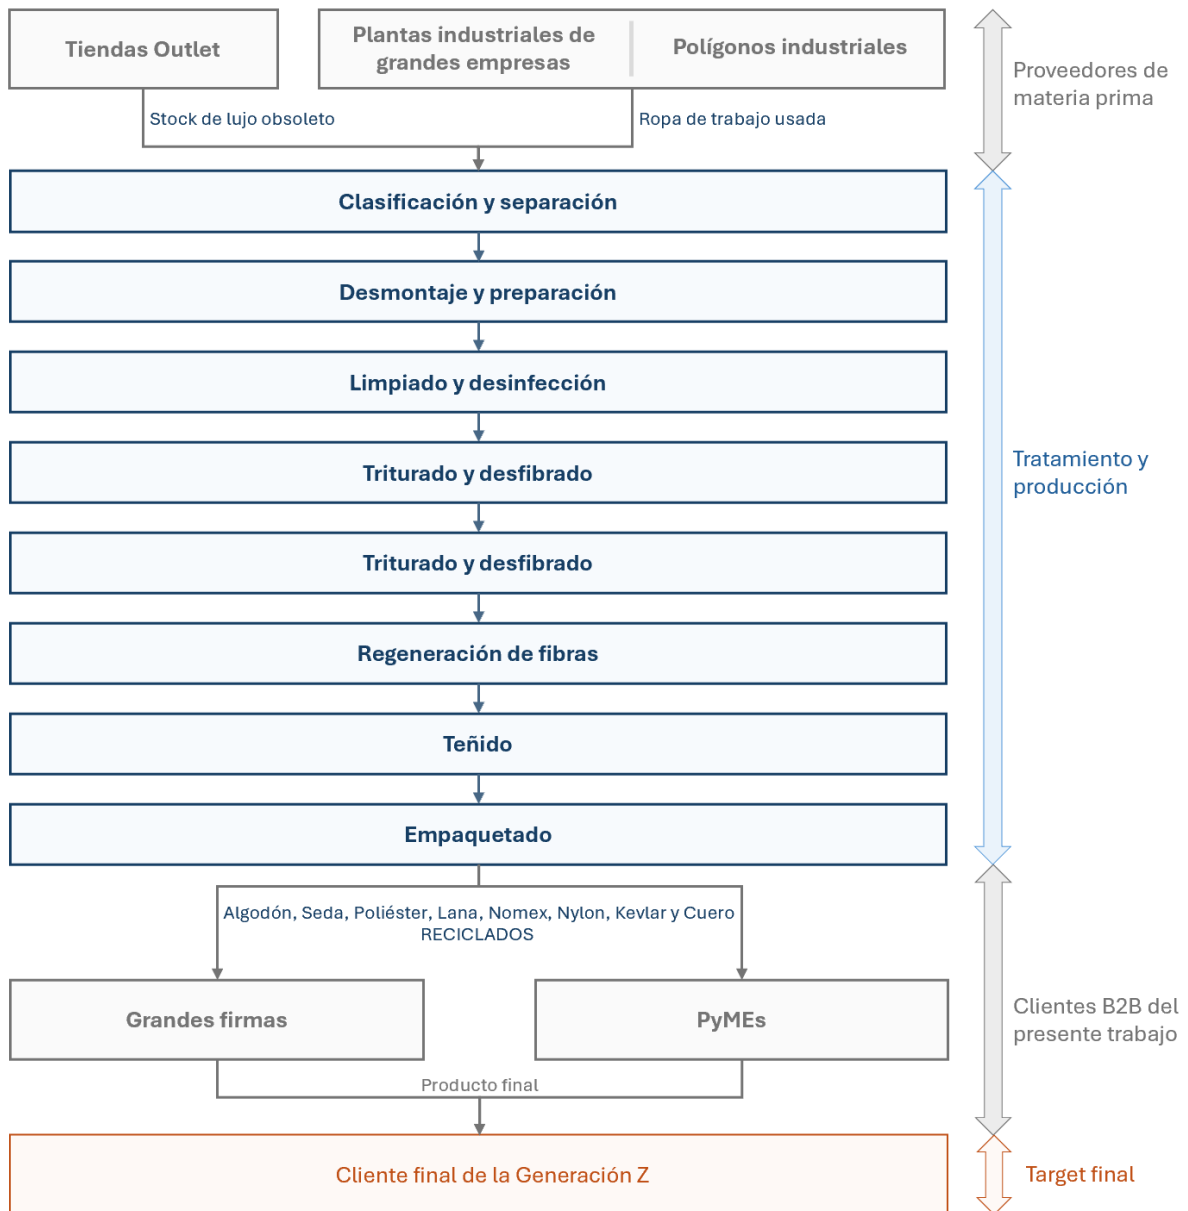 Tiendas Outlet
Plantas industriales de
grandes empresas
Polígonos industriales
Proveedores de
materia prima
Stock de lujo obsoleto
Ropa de trabajo usada
Clasificación y separación
Desmontaje y preparación
Limpiado y desinfección
Triturado y desfibrado
Tratamiento y
producción
Triturado y desfibrado
Regeneración de fibras
Teñido
Empaquetado
Algodón, Seda, Poliéster, Lana, Nomex, Nylon, Kevlar y Cuero
RECICLADOS
Grandes firmas
PyMEs
Clientes B2B del
presente trabajo
Producto final
Cliente final de la Generación Z
Target final